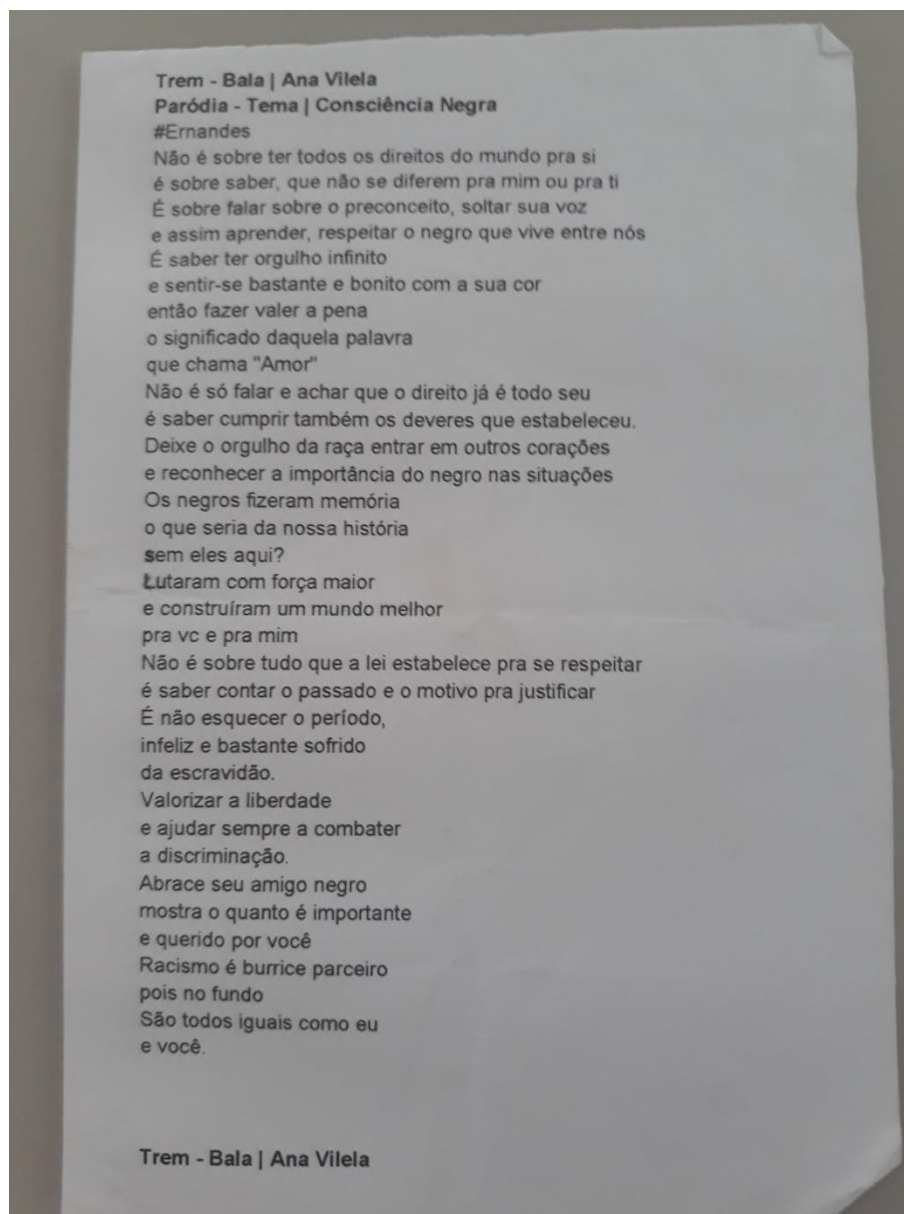 Trem - Bala | Ana Vilela
Paródia - Tema | Consciência Negra
#Ernandes
Não é sobre ter todos os direitos do mundo pra si
é sobre saber, que não se diferem pra mim ou pra ti
É sobre falar sobre o preconceito, soltar sua voz
e assim aprender, respeitar o negro que vive entre nós
É saber ter orgulho infinito
e sentir-se bastante e bonito com a sua cor
então fazer valer a pena
o significado daquela palavra
que chama "Amor"
Não é só falar e achar que o direito já é todo seu
é saber cumprir também os deveres que estabeleceu.
Deixe o orgulho da raça entrar em outros corações
e reconhecer a importância do negro nas situações
Os negros fizeram memória
o que seria da nossa história
sem eles aqui?
Lutaram com força maior
e construíram um mundo melhor
pra vc e pra mim
Não é sobre tudo que a lei estabelece pra se respeitar
é saber contar o passado e o motivo pra justificar
É não esquecer o período,
infeliz e bastante sofrido
da escravidão.
Valorizar a liberdade
e ajudar sempre a combater
a discriminação.
Abrace seu amigo negro
mostra o quanto é importante
e querido por você
Racismo é burrice parceiro
pois no fundo
São todos iguais como eu
e você.
Trem - Bala | Ana Vilela